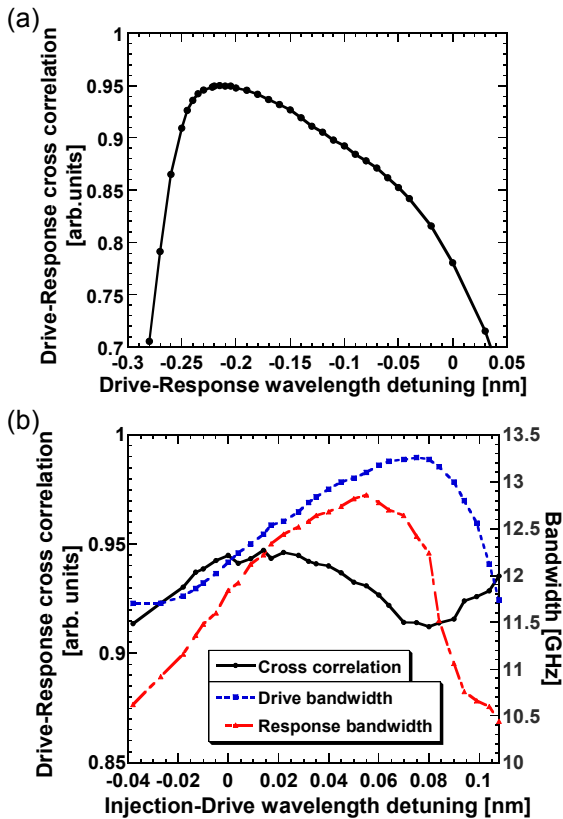 (a)
Drive-Response cross correlation
[arb.units]
1
0.95
0.9
0.85
0.8
0.75
0.7
-0.3 -0.25 -0.2 -0.15 -0.1 -0.05 0 0.05
Drive-Response wavelength detuning [nm]
(b)
Drive-Response cross correlation
[arb. units]
1
0.95
0.9
0.85
13.5
13
12.5
12
11.5
11
10.5
10
Bandwidth [GHz]
Cross correlation
Drive bandwidth
Response bandwidth
-0.04 -0.02 0 0.02 0.04 0.06 0.08 0.1
Injection-Drive wavelength detuning [nm]